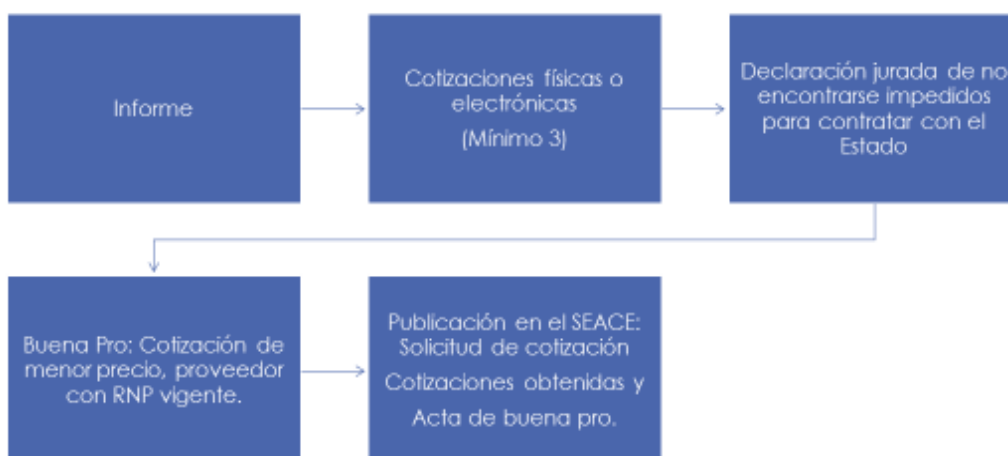 Informe
Cotizaciones físicas o
electrónicas
(Mínimo 3)
Declaración jurada de no
encontrarse impedidos
para contratar con el
Estado
Buena Pro: Cotización de
menor precio, proveedor
con RNP vigente.
Publicación en el SEACE:
Solicitud de cotización
Cotizaciones obtenidas y
Acta de buena pro.